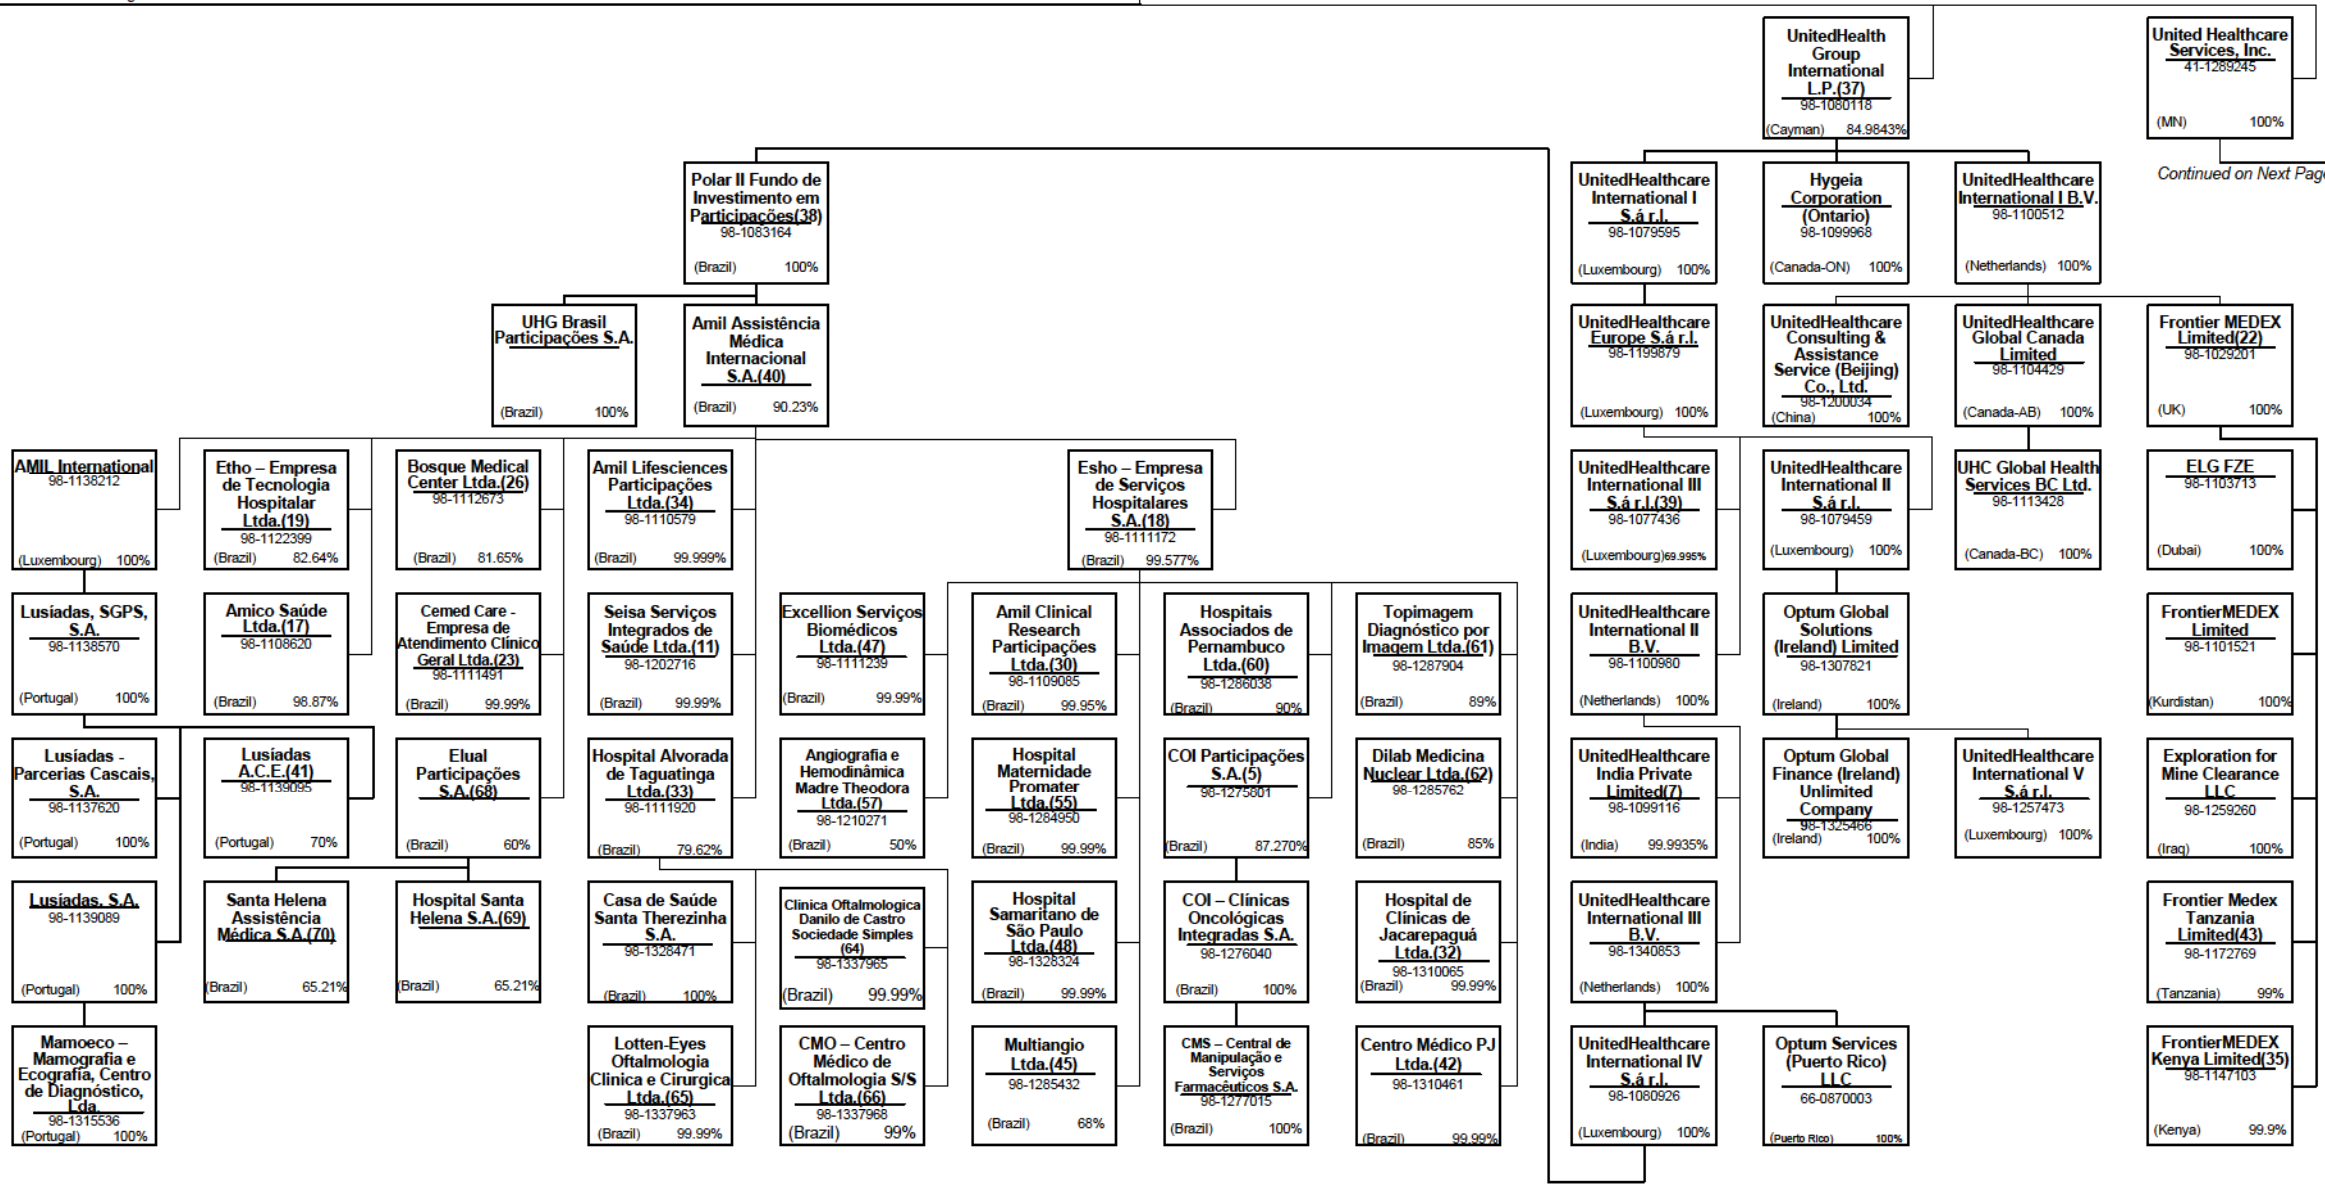 UnitedHealth
Group
International
L.P.(37)
98-1080118
(Cayman) 84.9843%
United Healthcare
Services, Inc.
41-1289245
(MN) 100%
Continued on Next Page
Polar II Fundo de
Investimento em
Participações(38)
98-1083164
(Brazil) 100%
UnitedHealthcare
International I
S.á r.l.
98-1079595
(Luxembourg) 100%
Hygeia
Corporation
(Ontario)
98-1099968
(Canada-ON) 100%
UnitedHealthcare
International I B.V.
98-1100512
(Netherlands) 100%
UHG Brasil
Participações S.A.
(Brazil) 100%
Amil Assistência
Médica
Internacional
S.A.(40)
(Brazil) 90.23%
UnitedHealthcare
Europe S.á r.l.
98-1199879
(Luxembourg) 100%
UnitedHealthcare
Consulting &
Assistance
Service (Beijing)
Co., Ltd.
98-1200034
(China) 100%
UnitedHealthcare
Global Canada
Limited
98-1104429
(Canada-AB) 100%
Frontier MEDEX
Limited(22)
98-1029201
(UK) 100%
AMIL International
98-1138212
(Luxembourg) 100%
Etho – Empresa
de Tecnologia
Hospitalar
Ltda.(19)
98-1122399
(Brazil) 82.64%
Bosque Medical
Center Ltda.(26)
98-1112673
(Brazil) 81.65%
Amil Lifesciences
Participações
Ltda.(34)
98-1110579
(Brazil) 99.999%
Esho – Empresa
de Serviços
Hospitalares
S.A.(18)
98-1111172
(Brazil) 99.577%
UnitedHealthcare
International III
S.á r.l.(39)
98-1077436
(Luxembourg)69.995%
UnitedHealthcare
International II
S.á r.l.
98-1079459
(Luxembourg) 100%
UHC Global Health
Services BC Ltd.
98-1113428
(Canada-BC) 100%
ELG FZE
98-1103713
(Dubai) 100%
Lusíadas, SGPS,
S.A.
98-1138570
(Portugal) 100%
Amico Saúde
Ltda.(17)
98-1108620
(Brazil) 98.87%
Cemed Care -
Empresa de
Atendimento Clínico
Geral Ltda.(23)
98-1111491
(Brazil) 99.99%
Seisa Serviços
Integrados de
Saúde Ltda.(11)
98-1202716
(Brazil) 99.99%
Excellion Serviços
Biomédicos
Ltda.(47)
98-1111239
(Brazil) 99.99%
Amil Clinical
Research
Participações
Ltda.(30)
98-1109085
(Brazil) 99.95%
Hospitais
Associados de
Pernambuco
Ltda.(60)
98-1286038
(Brazil) 90%
Topimagem
Diagnóstico por
Imagem Ltda.(61)
98-1287904
(Brazil) 89%
UnitedHealthcare
International II
B.V.
98-1100980
(Netherlands) 100%
Optum Global
Solutions
(Ireland) Limited
98-1307821
(Ireland) 100%
FrontierMEDEX
Limited
98-1101521
(Kurdistan) 100%
Lusíadas -
Parcerias Cascais,
S.A.
98-1137620
(Portugal) 100%
Lusíadas
A.C.E.(41)
98-1139095
(Portugal) 70%
Elual
Participações
S.A.(68)
(Brazil) 60%
Hospital Alvorada
de Taguatinga
Ltda.(33)
98-1111920
(Brazil) 79.62%
Angiografia e
Hemodinâmica
Madre Theodora
Ltda.(57)
98-1210271
(Brazil) 50%
Hospital
Maternidade
Promater
Ltda.(55)
98-1284950
(Brazil) 99.99%
COI Participações
S.A.(5)
98-1275801
(Brazil) 87.270%
Dilab Medicina
Nuclear Ltda.(62)
98-1285762
(Brazil) 85%
UnitedHealthcare
India Private
Limited(7)
98-1099116
(India) 99.9935%
Optum Global
Finance (Ireland)
Unlimited
Company
98-1325466
(Ireland) 100%
UnitedHealthcare
International V
S.á r.l.
98-1257473
(Luxembourg) 100%
Exploration for
Mine Clearance
LLC
98-1259260
(Iraq) 100%
Lusíadas, S.A.
98-1139089
(Portugal) 100%
Santa Helena
Assistência
Médica S.A.(70)
(Brazil) 65.21%
Hospital Santa
Helena S.A.(69)
(Brazil) 65.21%
Casa de Saúde
Santa Therezinha
S.A.
98-1328471
(Brazil) 100%
Clinica Oftalmologica
Danilo de Castro
Sociedade Simples
(64)
98-1337965
(Brazil) 99.99%
Hospital
Samaritano de
São Paulo
Ltda.(48)
98-1328324
(Brazil) 99.99%
COI – Clínicas
Oncológicas
Integradas S.A.
98-1276040
(Brazil) 100%
Hospital de
Clínicas de
Jacarepaguá
Ltda.(32)
98-1310065
(Brazil) 99.99%
UnitedHealthcare
International III
B.V.
98-1340853
(Netherlands) 100%
Frontier Medex
Tanzania
Limited(43)
98-1172769
(Tanzania) 99%
Mamoeco –
Mamografia e
Ecografia, Centro
de Diagnóstico,
Lda.
98-1315536
(Portugal) 100%
Lotten-Eyes
Oftalmologia
Clinica e Cirurgica
Ltda.(65)
98-1337963
(Brazil) 99.99%
CMO – Centro
Médico de
Oftalmologia S/S
Ltda.(66)
98-1337968
(Brazil) 99%
Multiangio
Ltda.(45)
98-1285432
(Brazil) 68%
CMS – Central de
Manipulação e
Serviços
Farmacêuticos S.A.
98-1277015
(Brazil) 100%
Centro Médico PJ
Ltda.(42)
98-1310461
(Brazil) 99.99%
UnitedHealthcare
International IV
S.á r.l.
98-1080926
(Luxembourg) 100%
Optum Services
(Puerto Rico)
LLC
66-0870003
(Puerto Rico) 100%
FrontierMEDEX
Kenya Limited(35)
98-1147103
(Kenya) 99.9%